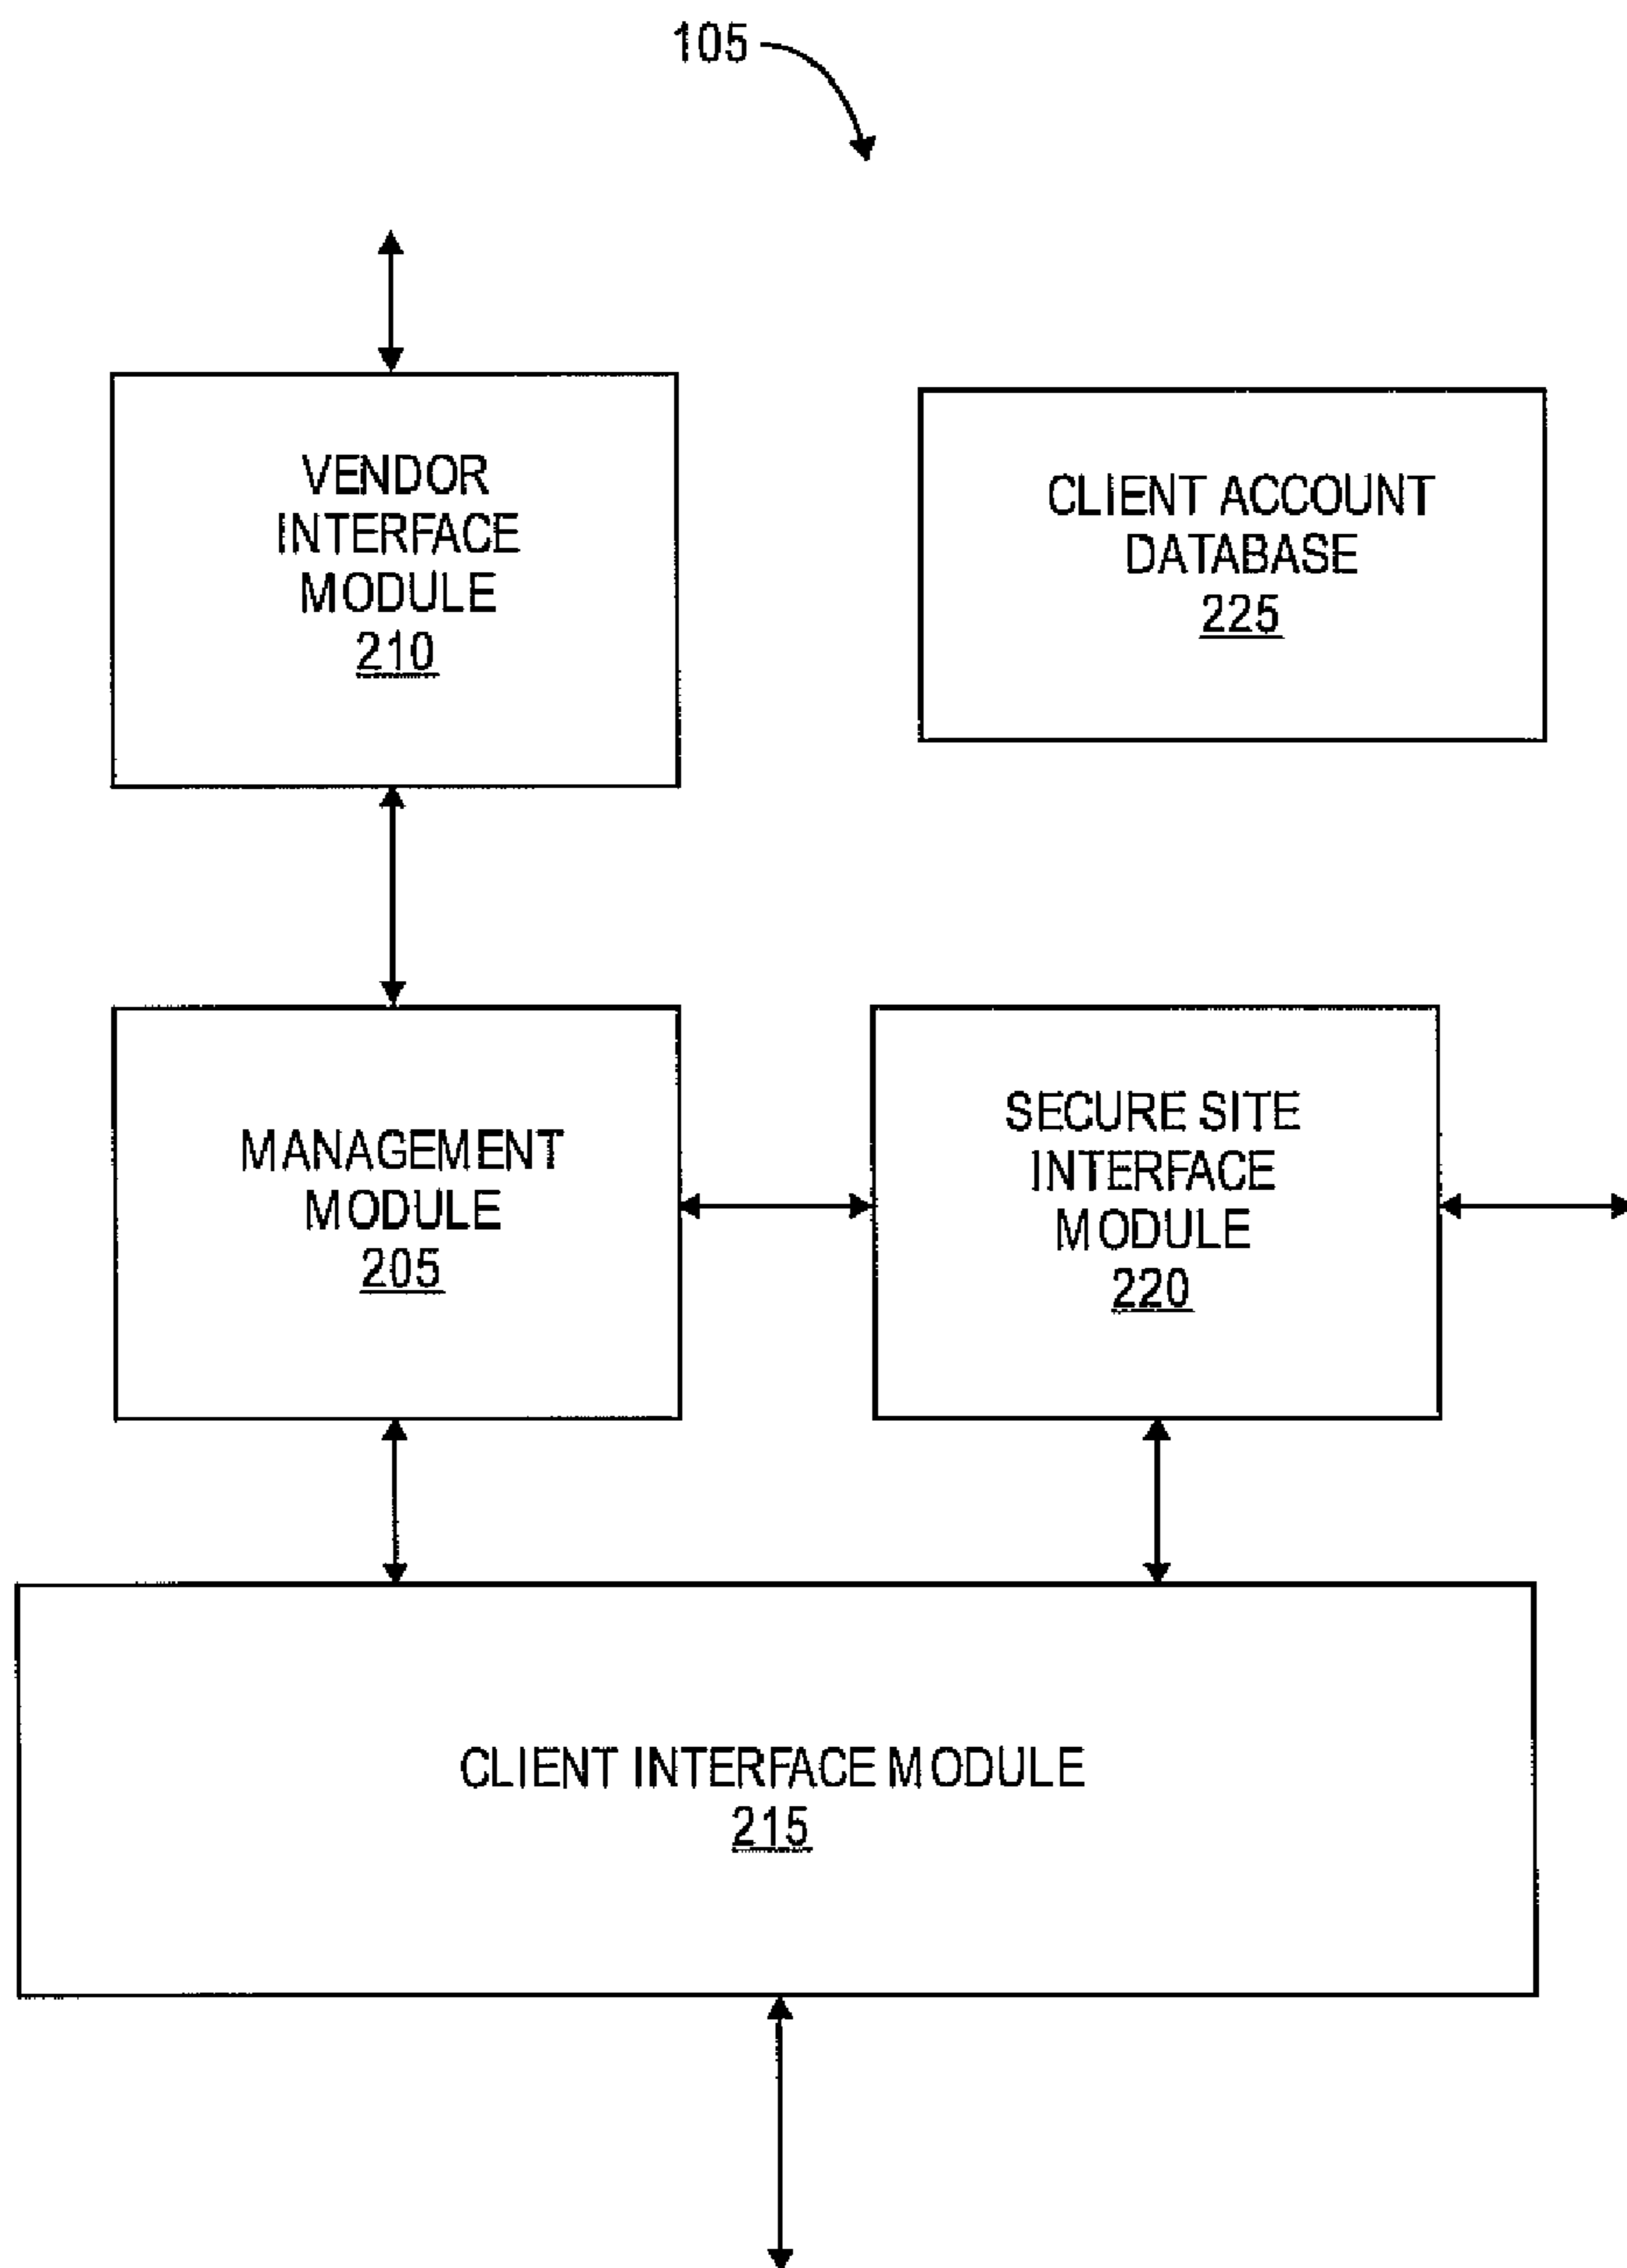 105
VENDOR
INTERFACE
MODULE
210
CLIENT ACCOUNT
DATABASE
225
MANAGEMENT
MODULE
205
SECURE SITE
INTERFACE
MODULE
220
CLIENT INTERFACE MODULE
215